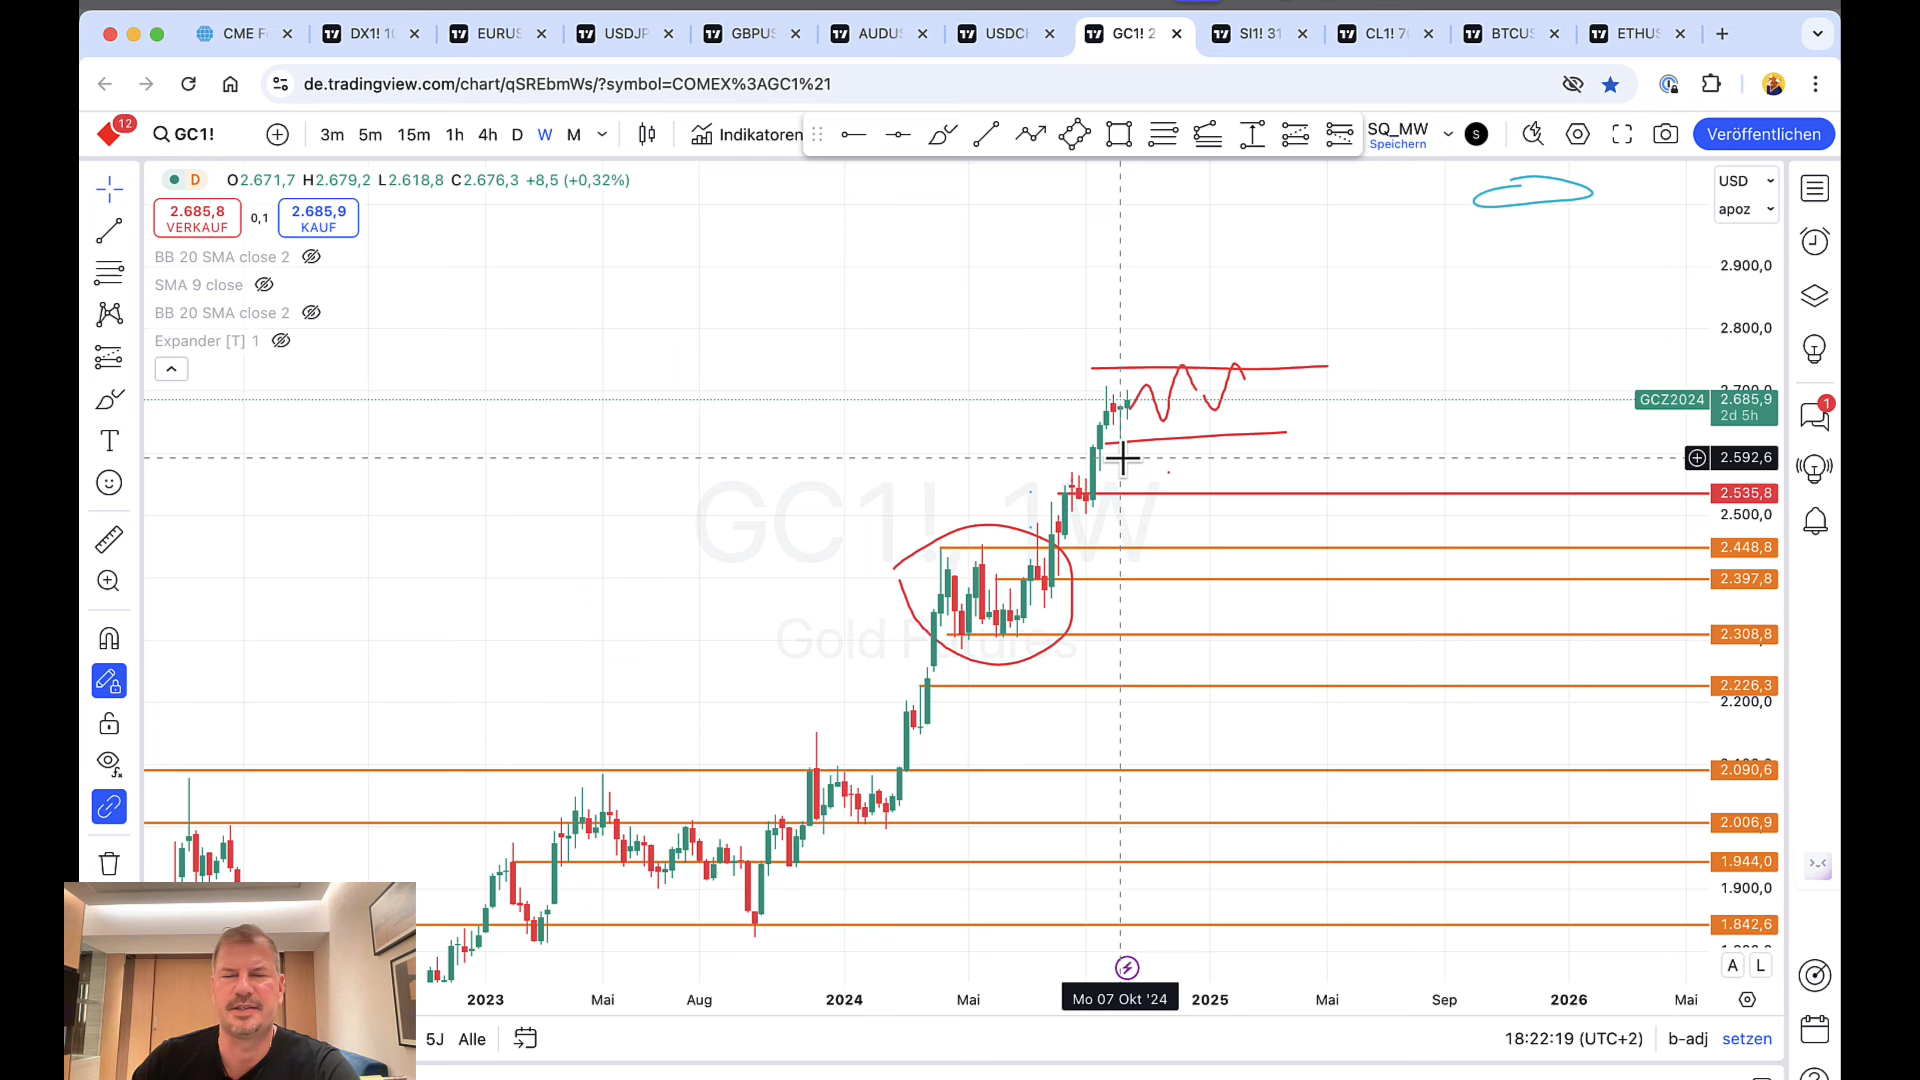 CME F
DX1! 10
EURUS
USDJP
GBPUS
AUDUS
USDCH
GC1! 2
SI1! 31
CL1! 70
BTCUS
ETHUS
de.tradingview.com/chart/qSREbmWs/?symbol=COMEX%3AGC1%21
12
GC1!
3m 5m 15m 1h 4h D W M
Indikatoren
SQ_MW
Speichern
S
Veröffentlichen
D O2.671,7 H2.679,2 L2.618,8 C2.676,3 +8,5 (+0,32%)
2.685,8
VERKAUF
0,1
2.685,9
KAUF
BB 20 SMA close 2
SMA 9 close
BB 20 SMA close 2
Expander [T] 1
USD
apoz
2.900,0
2.800,0
2.700,0
GCZ2024
2.685,9
2d 5h
1
2.592,6
2.535,8
2.500,0
2.448,8
2.397,8
2.308,8
2.226,3
2.200,0
2.090,6
2.006,9
1.944,0
1.900,0
1.842,6
GC1!, 1W
Gold Futures
A L
2023 Mai Aug 2024 Mai Mo 07 Okt '24 2025 Mai Sep 2026 Mai
5J Alle
18:22:19 (UTC+2) b-adj setzen